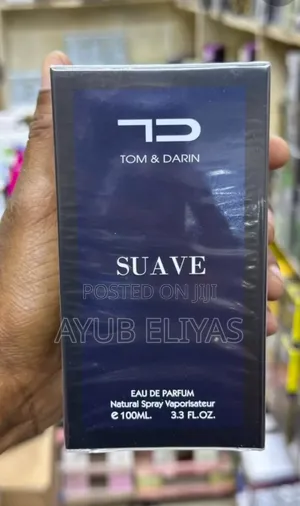 TD
TOM & DARIN
SUAVE
POSTED ON JIJI
AYUB ELIYAS
EAU DE PARFUM
Natural Spray Vaporisateur
e 100ML. 3.3 FL.OZ.